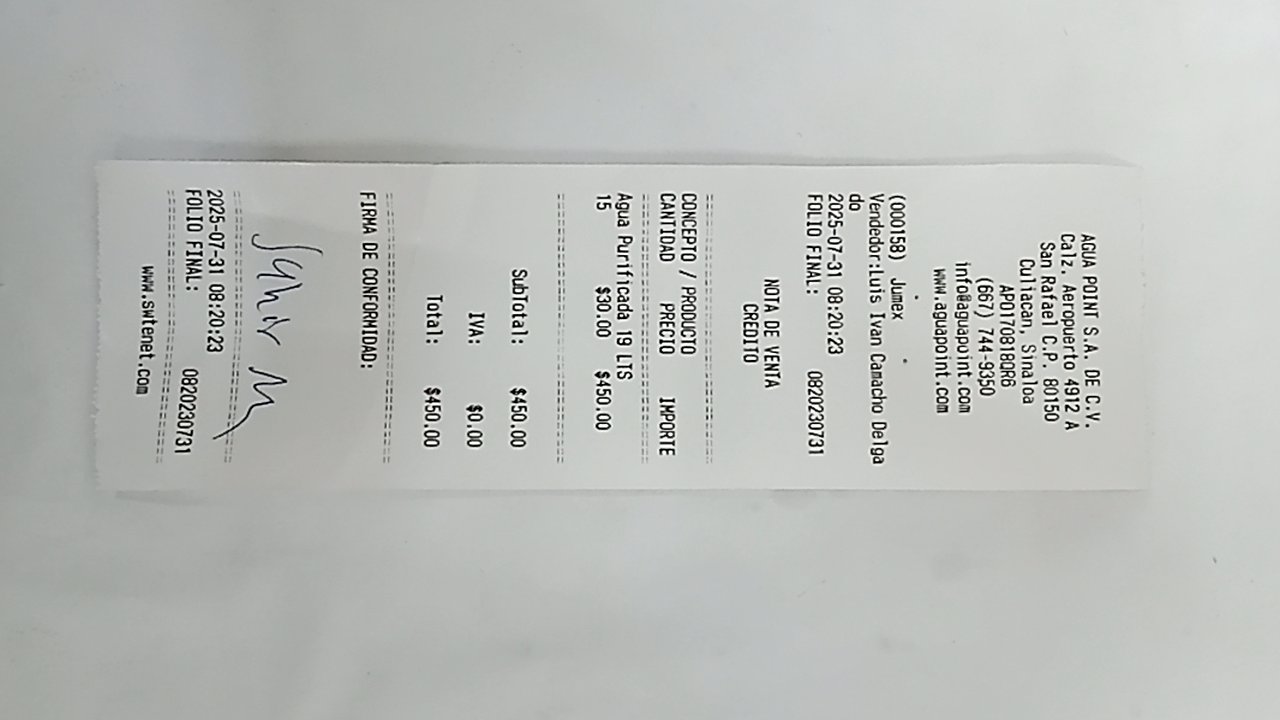 AGUA POINT S.A. DE C.V.
Calz. Aeropuerto 4912 A
San Rafael C.P. 80150
Culiacan, Sinaloa
APO170818QR6
(667) 744-9350
info@aguapoint.com
www.aguapoint.com
(000158) Jumex
Vendedor:Luis Ivan Camacho Delga
do
2025-07-31 08:20:23
FOLIO FINAL: 0820230731
NOTA DE VENTA
CREDITO
CONCEPTO / PRODUCTO
CANTIDAD PRECIO IMPORTE
Agua Purificada 19 LTS
15 $30.00 $450.00
SubTotal: $450.00
IVA: $0.00
Total: $450.00
FIRMA DE CONFORMIDAD:
2025-07-31 08:20:23
FOLIO FINAL: 0820230731
www.swtenet.com